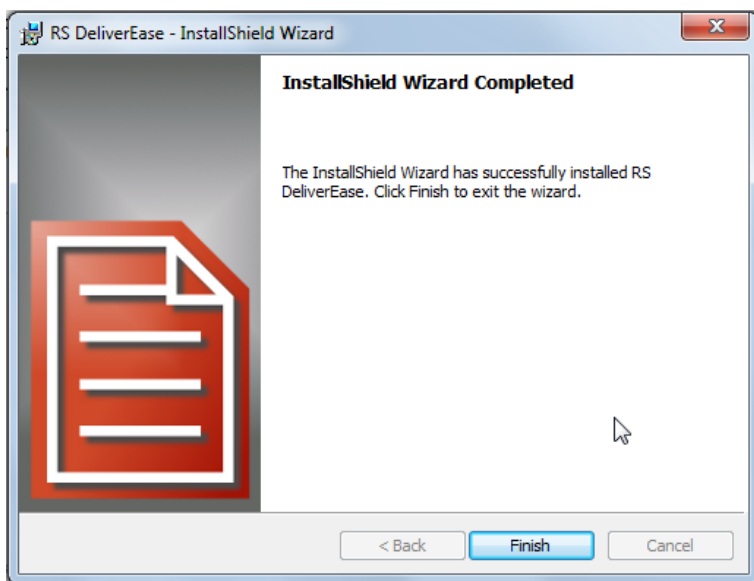 RS DeliverEase - InstallShield Wizard
InstallShield Wizard Completed
The InstallShield Wizard has successfully installed RS
DeliverEase. Click Finish to exit the wizard.
< Back Finish Cancel